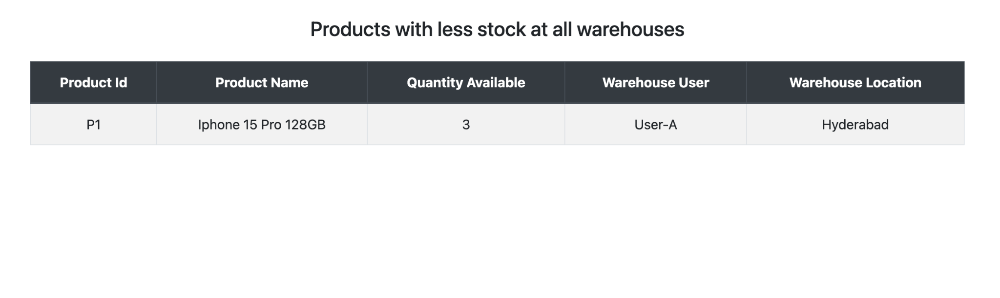 Products with less stock at all warehouses
Product Id Product Name Quantity Available Warehouse User Warehouse Location
P1 Iphone 15 Pro 128GB 3 User-A Hyderabad